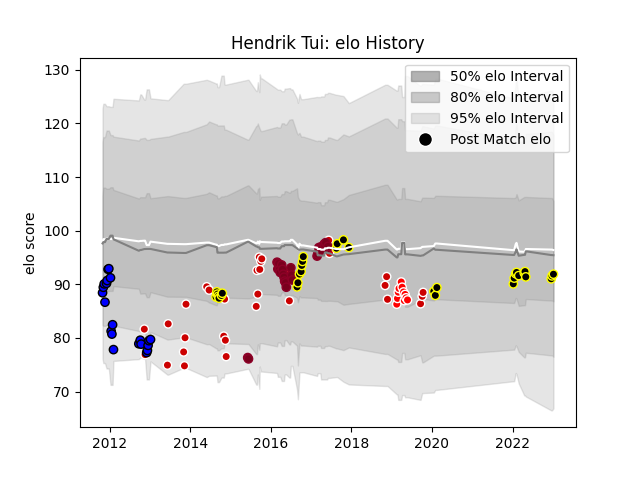 Hendrik Tui: elo History
50% elo Interval
80% elo Interval
95% elo Interval
Post Match elo
elo score
130
120
110
100
90
80
70
2012 2014 2016 2018 2020 2022